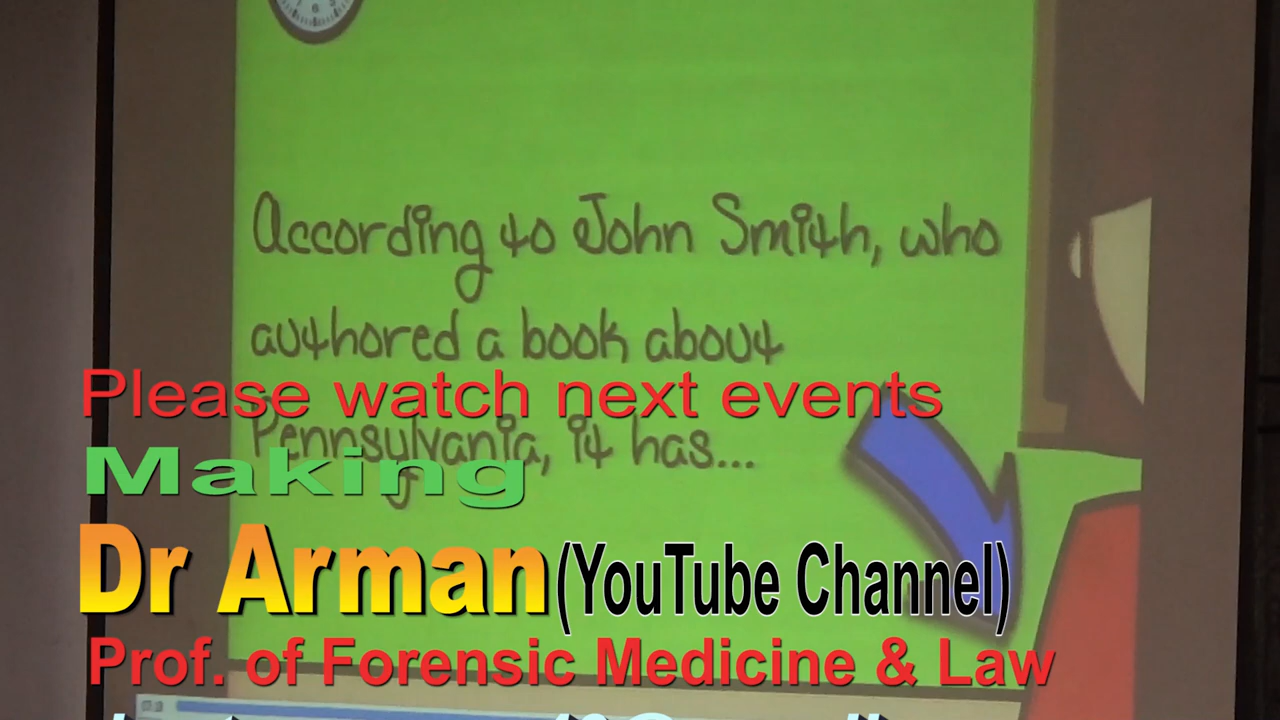 According to John Smith, who
authored a book about
Pennsylvania, it has...
Please watch next events
Making
Dr Arman (YouTube Channel)
Prof. of Forensic Medicine & Law